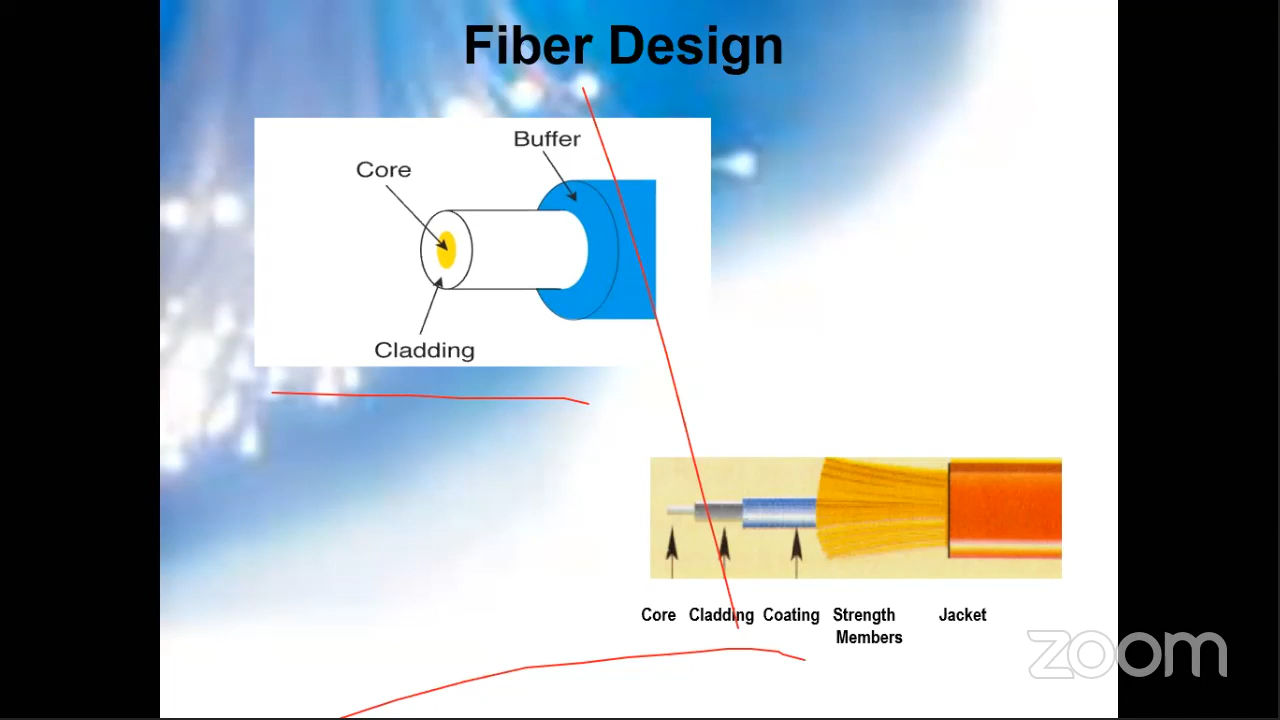 Fiber Design
Buffer
Core
Cladding
Core Cladding Coating Strength Jacket
Members
zoom